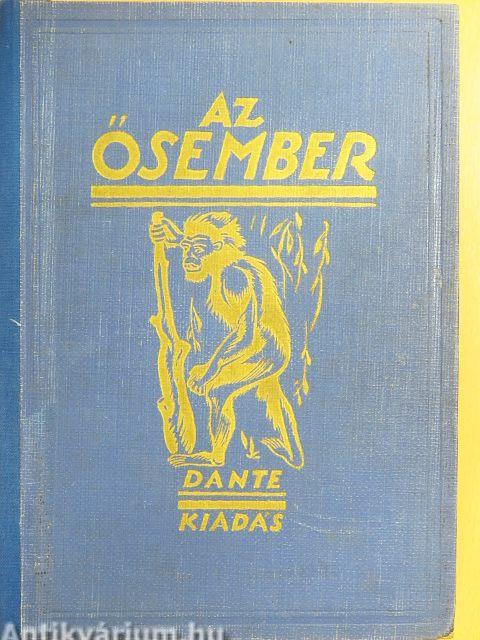 AZ
ŐSEMBER
DANTE
KIADÁS
Antikvárium.hu